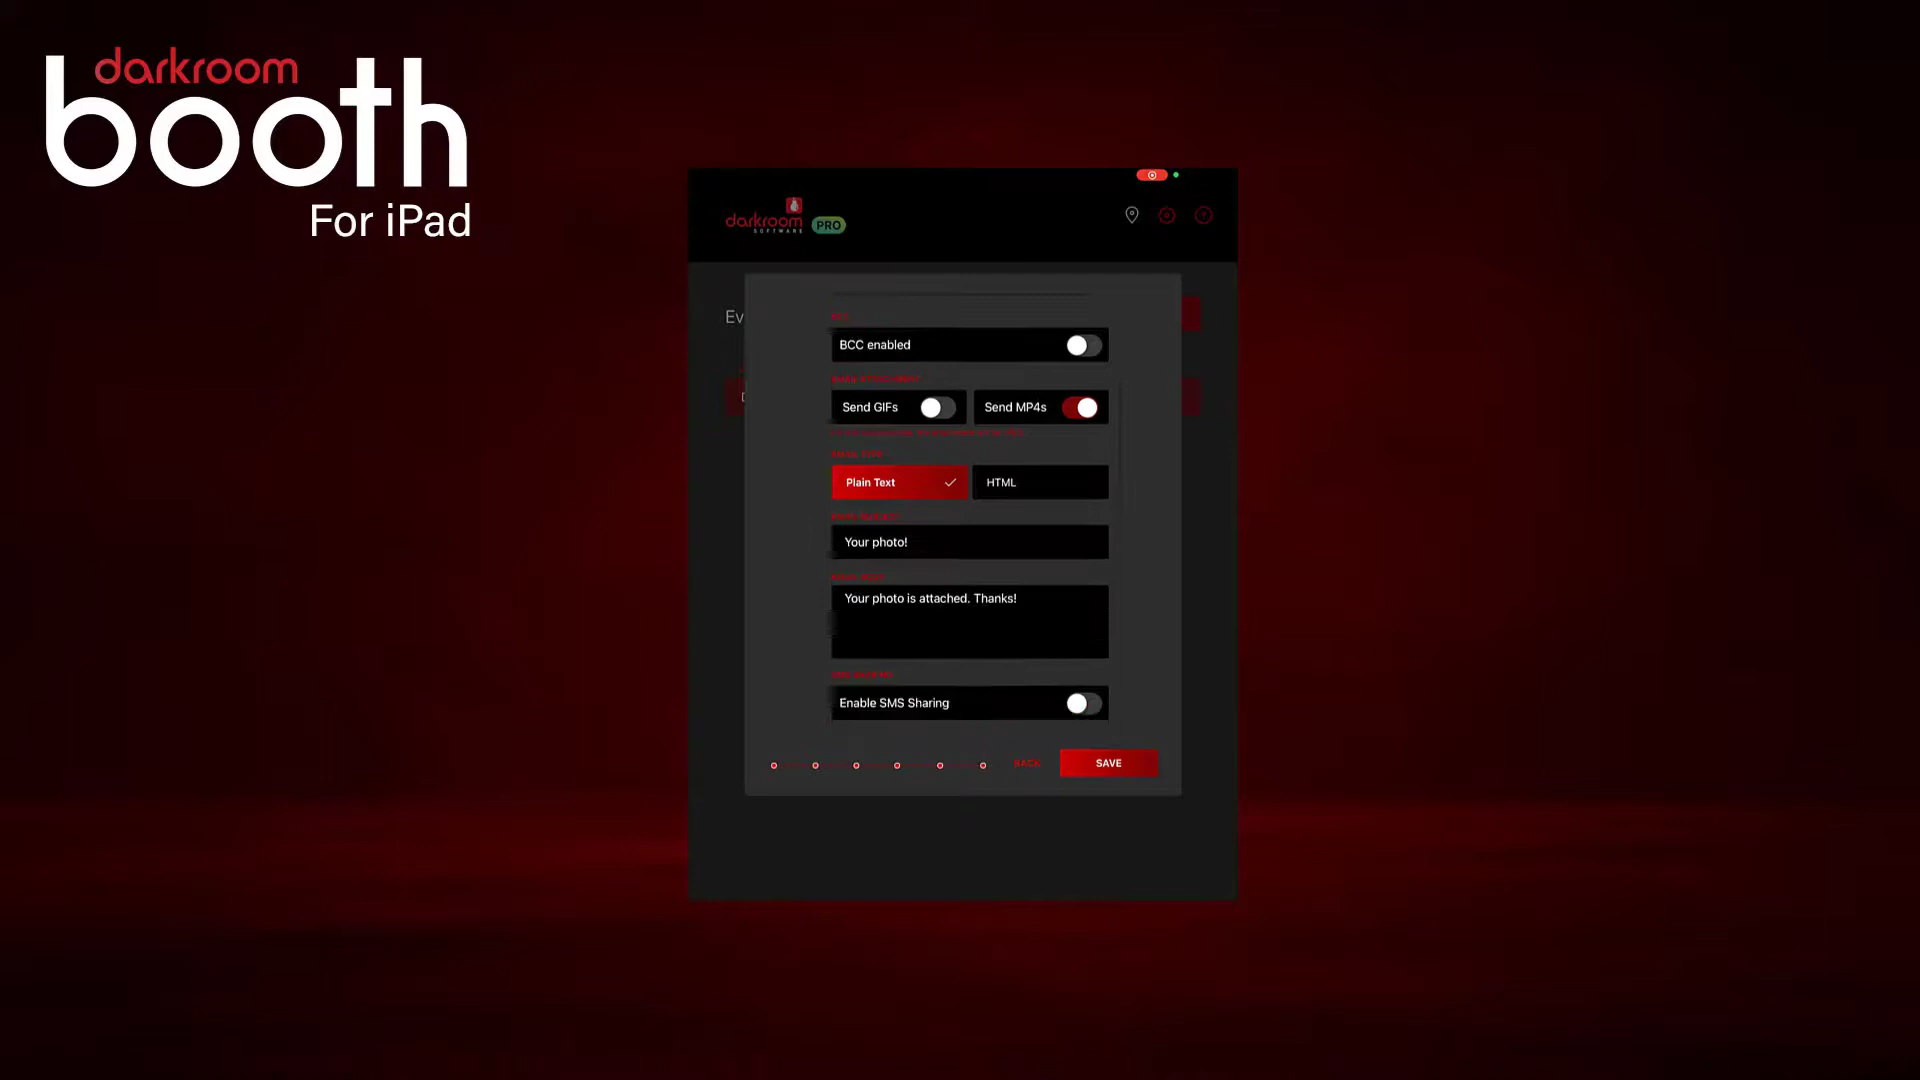 darkroom
booth
For iPad
darkroom
SOFTWARE
PRO
Ev
BCC enabled
Send GIFs
Send MP4s
Plain Text
HTML
Your photo!
Your photo is attached. Thanks!
Enable SMS Sharing
BACK
SAVE